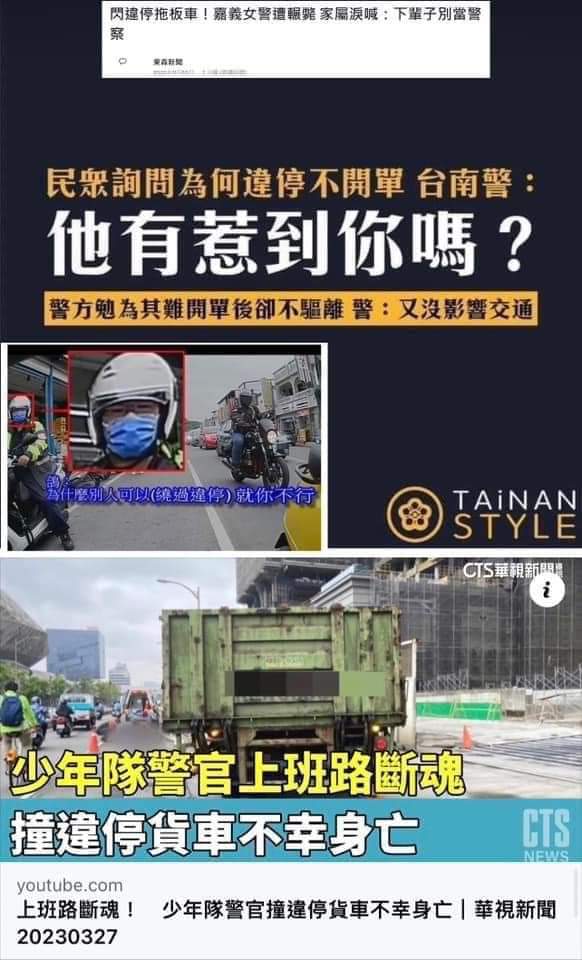 閃違停拖板車！嘉義女警遭輾斃 家屬淚喊：下輩子別當警
察
東森新聞
民眾詢問為何違停不開單 台南警：
他有惹到你嗎？
警方勉為其難開單後卻不驅離 警：又沒影響交通
鴿：
為什麼別人可以(繞過違停)就你不行
TAiNAN
STYLE
CTS華視新聞
少年隊警官上班路斷魂
撞違停貨車不幸身亡
CTS
NEWS
youtube.com
上班路斷魂！ 少年隊警官撞違停貨車不幸身亡｜華視新聞
20230327